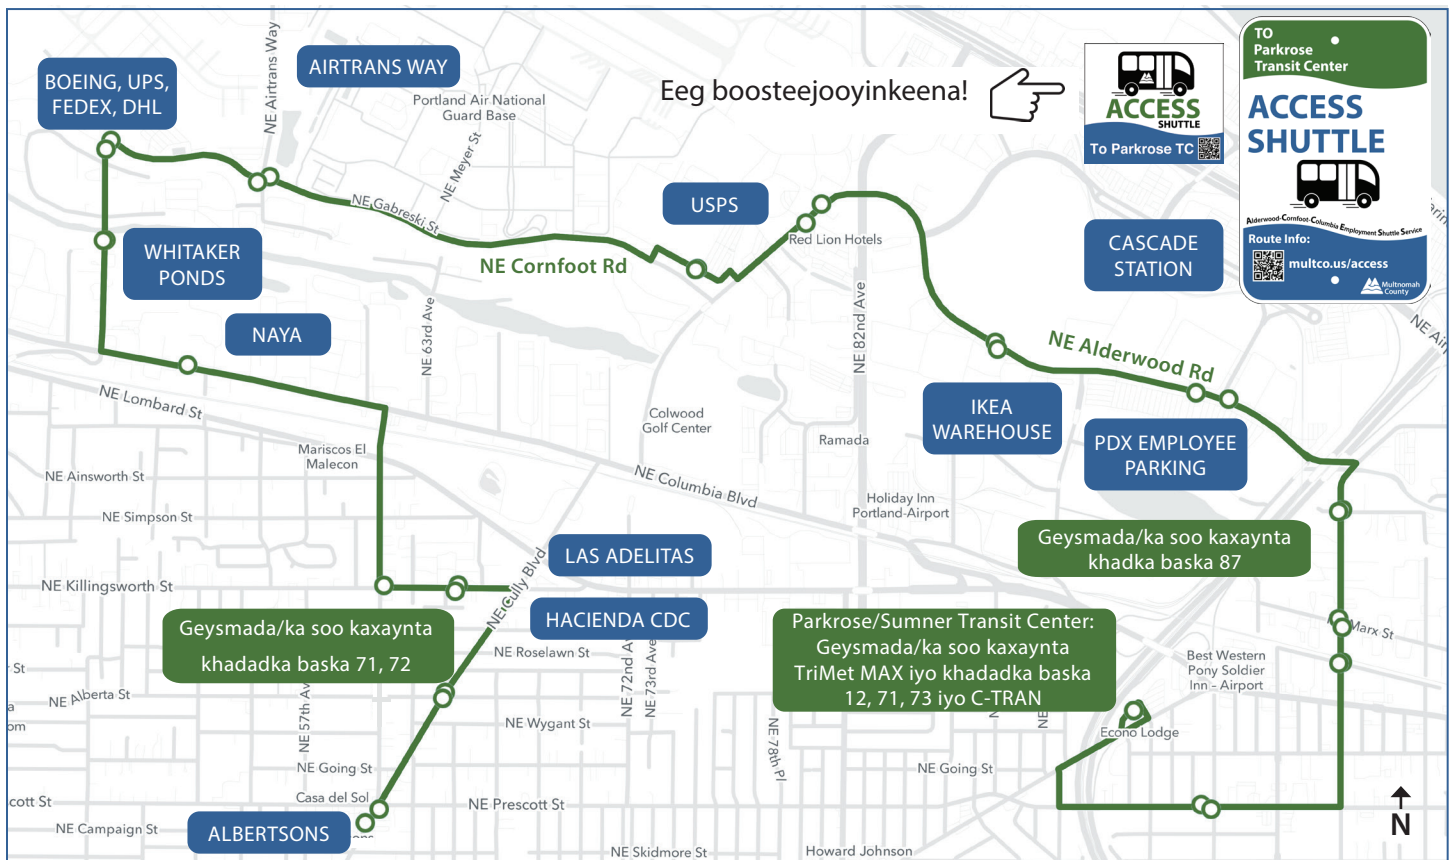 BOEING, UPS,
FEDEX, DHL
NE Airtrans Way
AIRTRANS WAY
Portland Air National
Guard Base
NE Meyer St
Eeg boosteejooyinkeena!
ACCESS
SHUTTLE
To Parkrose TC
TO
Parkrose
Transit Center
ACCESS
SHUTTLE
Alderwood-Cornfoot-Columbia Employment Shuttle Service
Route Info:
multco.us/access
Multnomah
County
NE Gabreski St
USPS
Red Lion Hotels
WHITAKER
PONDS
NE Cornfoot Rd
CASCADE
STATION
NAYA
NE 63rd Ave
NE 82nd Ave
NE Alderwood Rd
NE Lombard St
IKEA
WAREHOUSE
PDX EMPLOYEE
PARKING
Colwood
Golf Center
Ramada
Mariscos El
Malecon
NE Ainsworth St
NE Columbia Blvd
Holiday Inn
Portland-Airport
NE Simpson St
Geysmada/ka soo kaxaynta
khadka baska 87
LAS ADELITAS
NE Killingsworth St
NE Cully Blvd
HACIENDA CDC
Geysmada/ka soo kaxaynta
khadadka baska 71, 72
Parkrose/Sumner Transit Center:
Geysmada/ka soo kaxaynta
TriMet MAX iyo khadadka baska
12, 71, 73 iyo C-TRAN
Marx St
NE Roselawn St
Best Western
Pony Soldier
Inn - Airport
St
NE Alberta St
NE 57th Av
NE 72nd Av
NE 73rd Ave
NE Wygant St
NE 78th Pl
NE
Econo Lodge
om
NE Going St
NE Going St
Casa del Sol
cott St
NE Prescott St
NE Campaign St
ALBERTSONS
NE Skidmore St
Howard Johnson
N